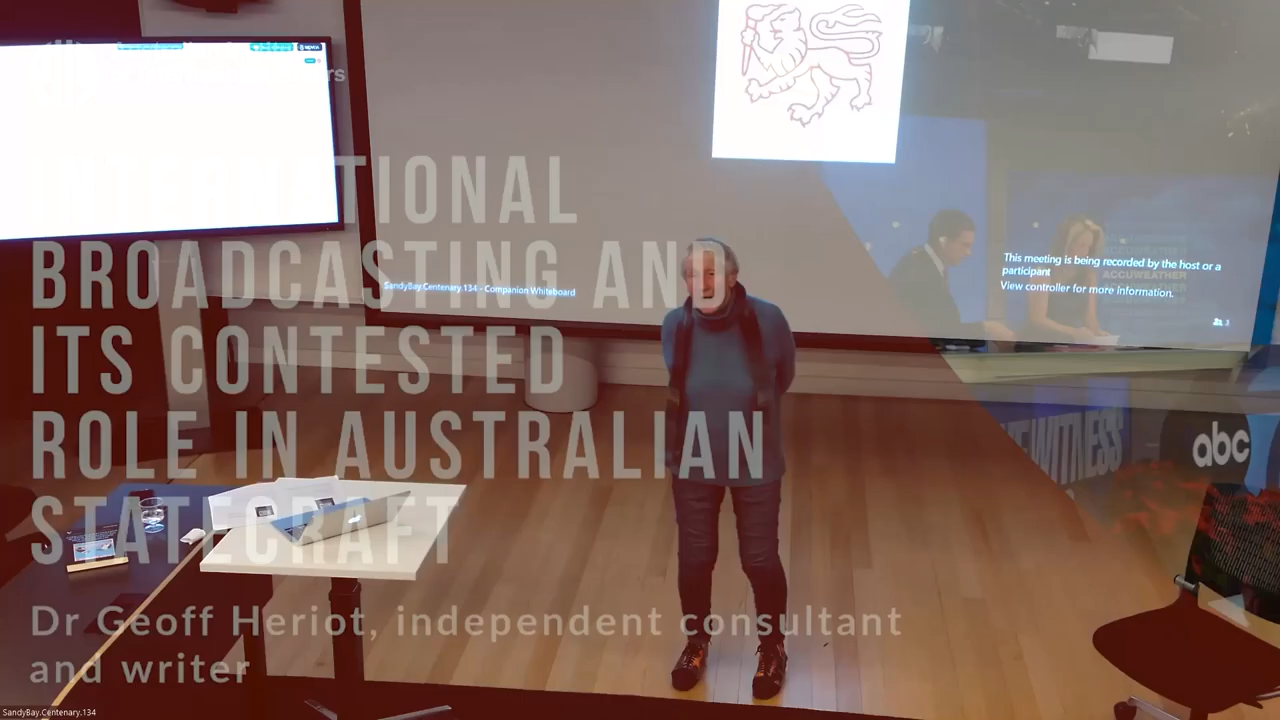 INTERNATIONAL
BROADCASTING AND
ITS CONTESTED
ROLE IN AUSTRALIAN
STATECRAFT
Dr Geoff Heriot, independent consultant
and writer
SandyBay.Centenary.134 - Companion Whiteboard
This meeting is being recorded by the host or a
participant
View controller for more information.
ACCUWEATHER
EYEWITNESS
abc
SandyBay.Centenary.134